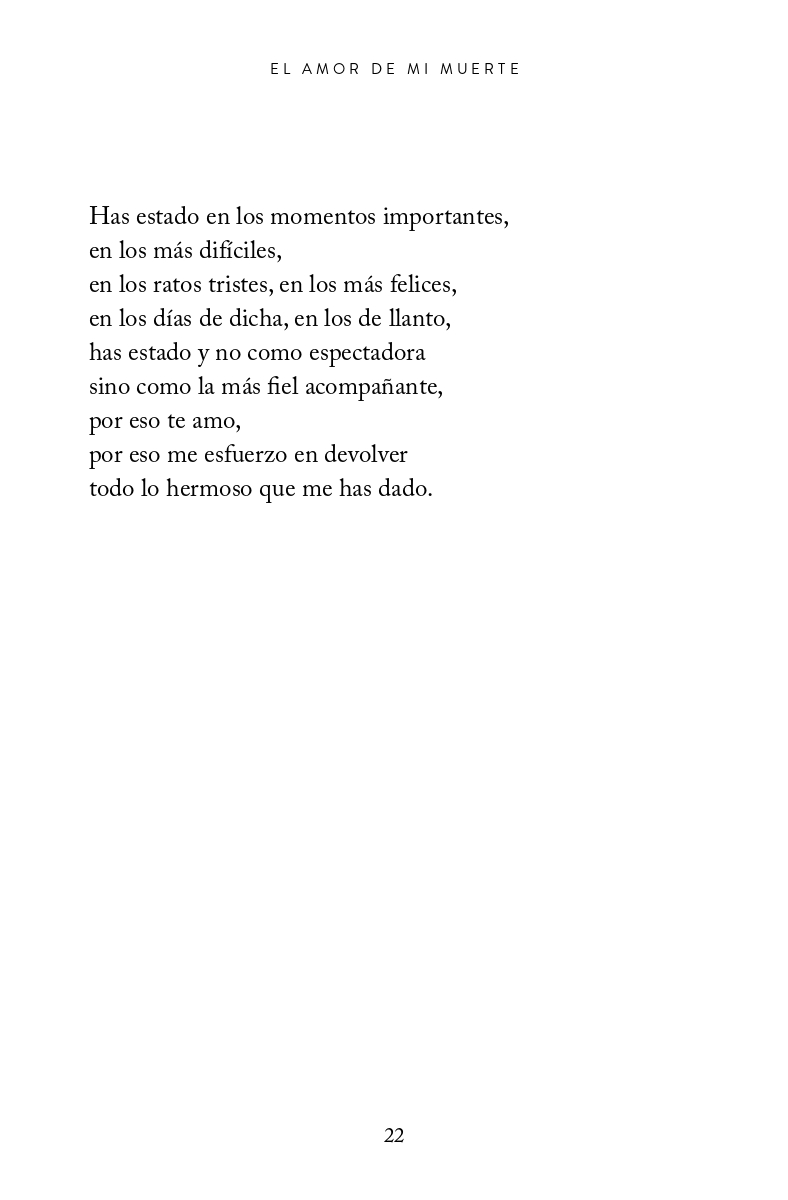 EL AMOR DE MI MUERTE
Has estado en los momentos importantes,
en los más difíciles,
en los ratos tristes, en los más felices,
en los días de dicha, en los de llanto,
has estado y no como espectadora
sino como la más fiel acompañante,
por eso te amo,
por eso me esfuerzo en devolver
todo lo hermoso que me has dado.
22